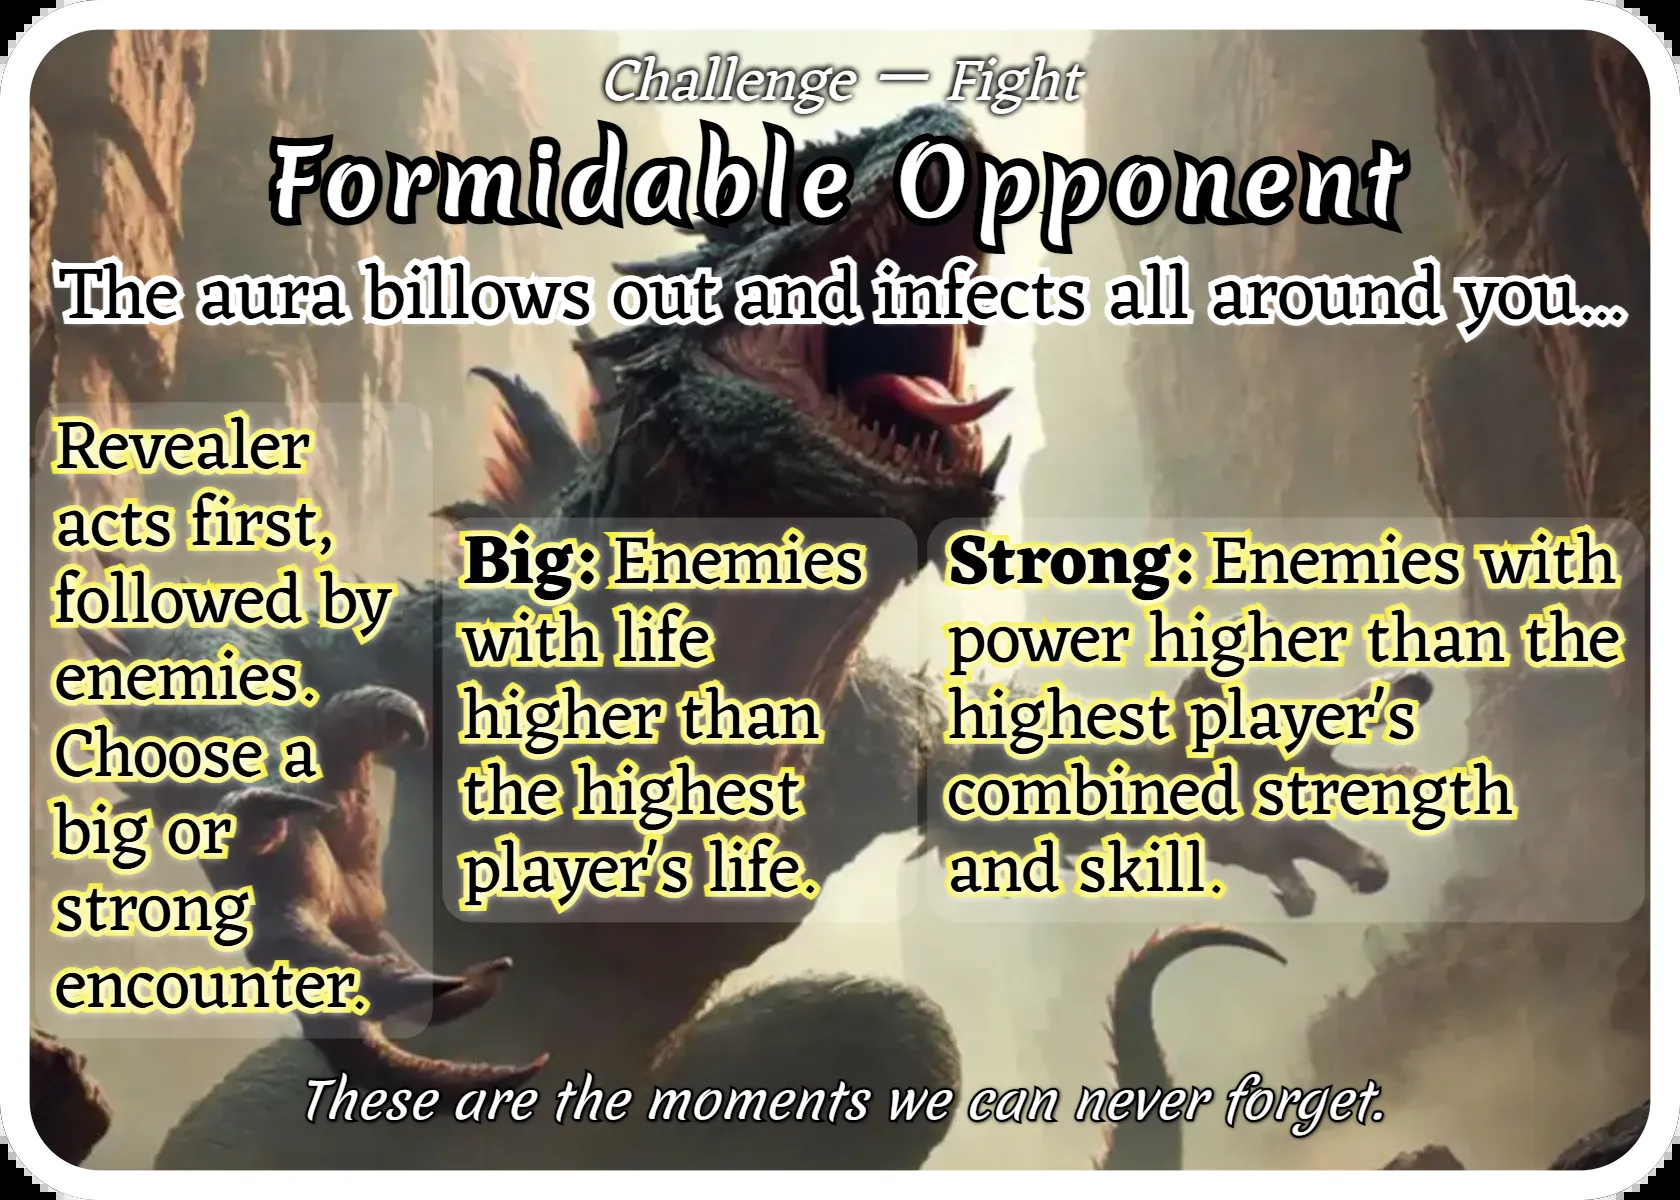 Challenge — Fight
Formidable Opponent
The aura billows out and infects all around you...
Revealer
acts first,
followed by
enemies.
Choose a
big or
strong
encounter.
Big: Enemies
with life
higher than
the highest
player's life.
Strong: Enemies with
power higher than the
highest player's
combined strength
and skill.
These are the moments we can never forget.